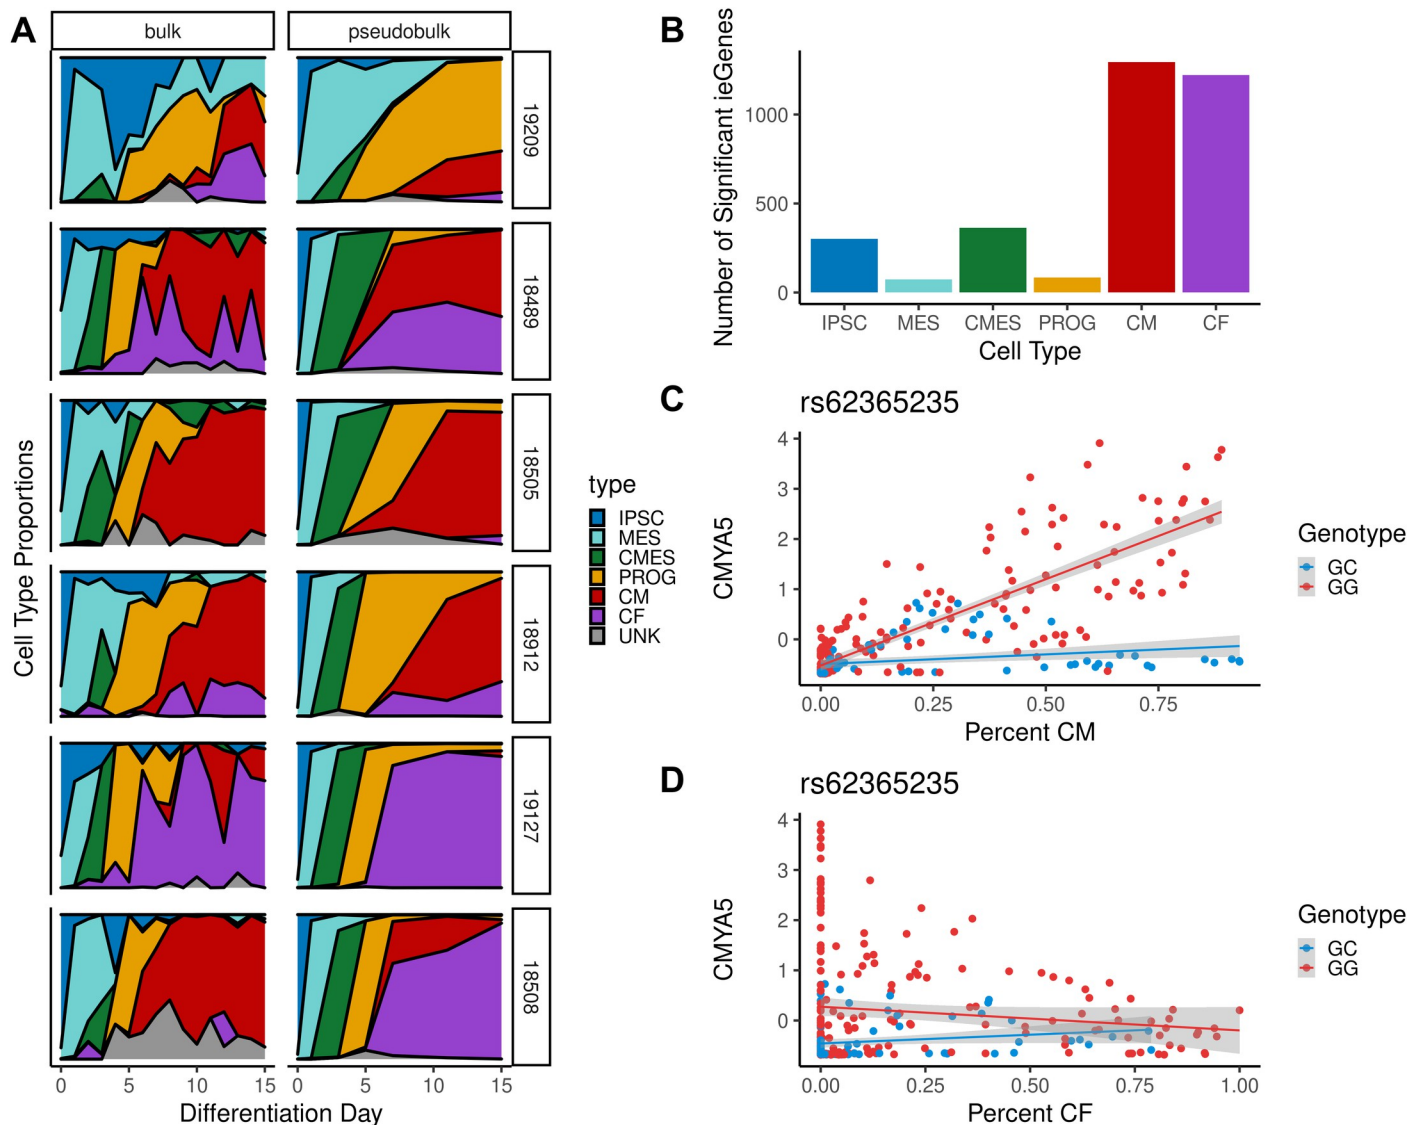 A
bulk
pseudobulk
19209
18489
18505
18912
19127
18508
Cell Type Proportions
0 5 10 15 0 5 10 15
Differentiation Day
type
IPSC
MES
CMES
PROG
CM
CF
UNK
B
Number of Significant ieGenes
1000
500
0
IPSC MES CMES PROG CM CF
Cell Type
C
rs62365235
CMYA5
4
3
2
1
0
0.00 0.25 0.50 0.75
Percent CM
Genotype
GC
GG
D
rs62365235
CMYA5
4
3
2
1
0
0.00 0.25 0.50 0.75 1.00
Percent CF
Genotype
GC
GG